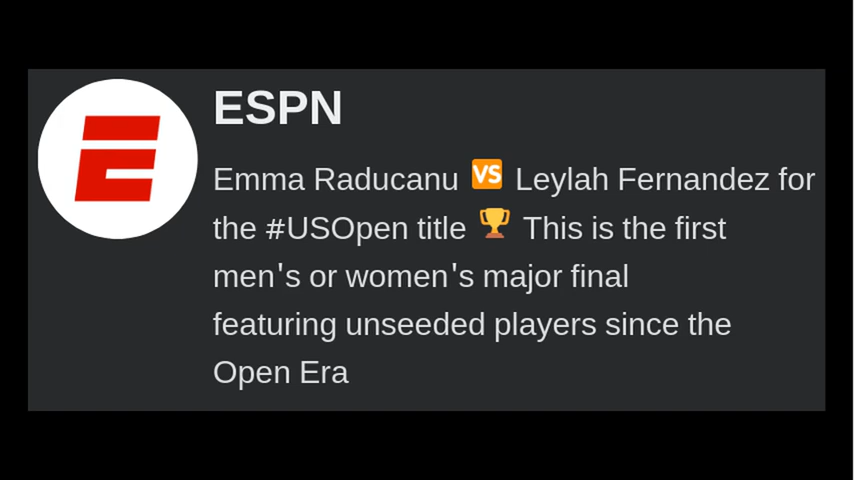 ESPN
Emma Raducanu 🆚 Leylah Fernandez for
the #USOpen title 🏆 This is the first
men's or women's major final
featuring unseeded players since the
Open Era